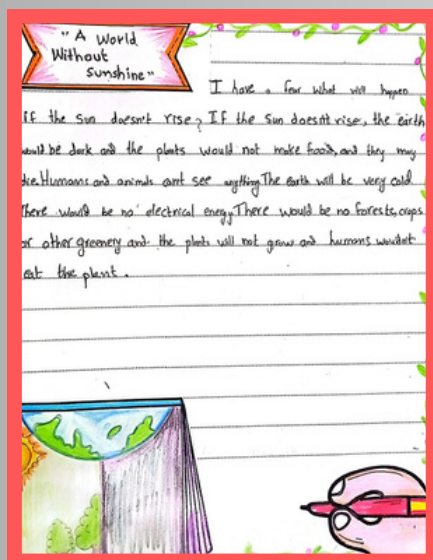 "A World
Without
Sunshine"
I have a fear what will happen
if the sun doesn't rise? If the sun doesn't rise, the earth
would be dark and the plants would not make food, and they may
die. Humans and animals can't see anything. The earth will be very cold.
There would be no electrical energy. There would be no forests, crops
or other greenery and the plants will not grow and humans wouldn't
eat the plant.